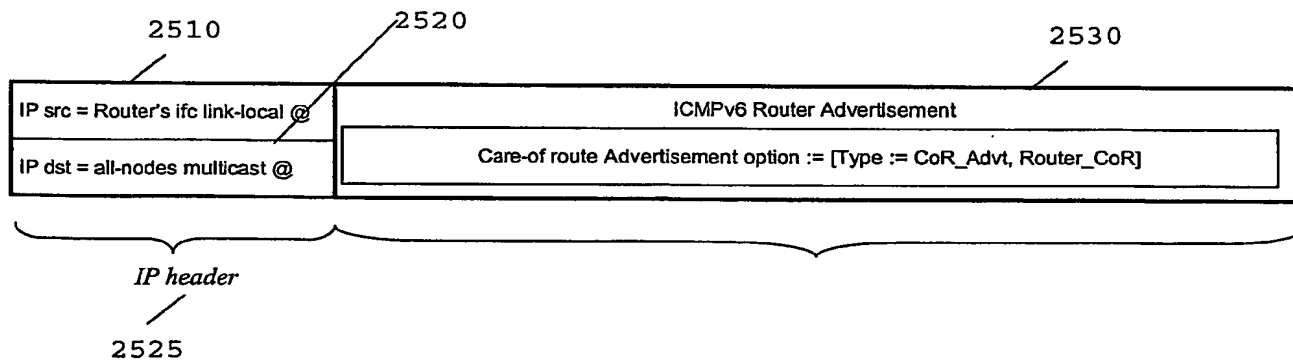 2510
2520
2530
IP src = Router's ifc link-local @
ICMPv6 Router Advertisement
IP dst = all-nodes multicast @
Care-of route Advertisement option := [Type := CoR_Advt, Router_CoR]
IP header
2525